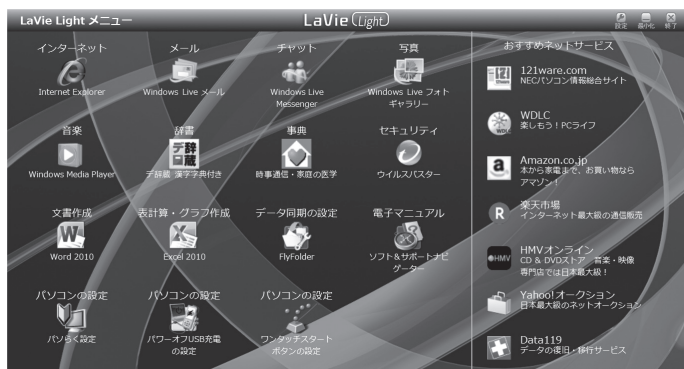 LaVie Light メニュー
LaVie Light
設定 最小化 終了
インターネット
Internet Explorer
メール
Windows Live メール
チャット
Windows Live
Messenger
写真
Windows Live フォト
ギャラリー
音楽
Windows Media Player
辞書
デ辞蔵
デ辞蔵 漢字字典付き
事典
時事通信・家庭の医学
セキュリティ
ウイルスバスター
文書作成
Word 2010
表計算・グラフ作成
Excel 2010
データ同期の設定
FlyFolder
電子マニュアル
ソフト&サポートナビ
ゲーター
パソコンの設定
パソらく設定
パソコンの設定
パワーオフUSB充電
の設定
パソコンの設定
ワンタッチスタート
ボタンの設定
おすすめネットサービス
121
121ware.com
NECパソコン情報総合サイト
WDLC
WDLC
楽しもう!PCライフ
a.
Amazon.co.jp
本から家電まで、お買い物なら
アマゾン!
R
楽天市場
インターネット最大級の通信販売
HMV
HMVオンライン
CD & DVDストア 音楽・映像
専門店では日本最大級!
Yahoo!オークション
日本最大級のネットオークション
Data119
データの復旧・移行サービス